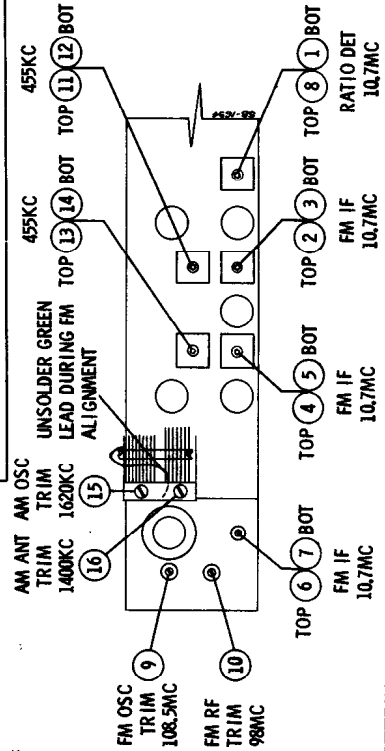 AM ANT
TRIM
1400KC
16
AM OSC
TRIM
1620KC
15
UNSOLDER GREEN
LEAD DURING FM
ALIGNMENT
455KC
TOP 13 14 BOT
455KC
TOP 11 12 BOT
FM OSC
TRIM
108.5MC
9
FM RF
TRIM
98MC
10
TOP 6 7 BOT
FM IF
10.7MC
TOP 4 5 BOT
FM IF
10.7MC
TOP 2 3 BOT
FM IF
10.7MC
TOP 8 1 BOT
RATIO DET
10.7MC